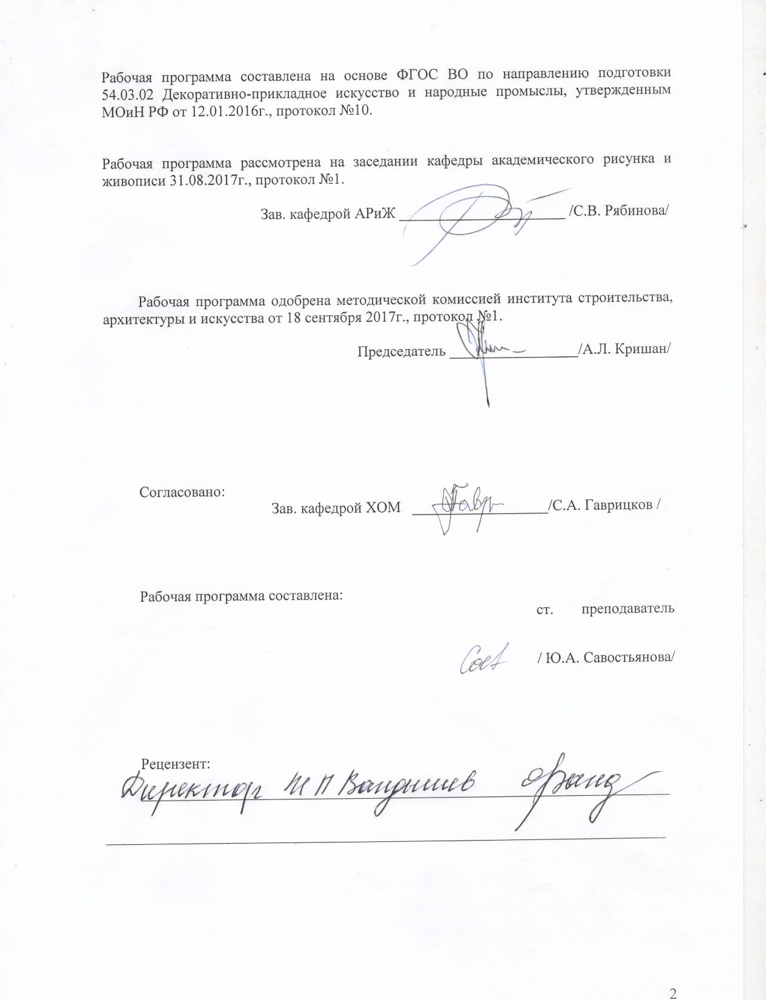 Рабочая программа составлена на основе ФГОС ВО по направлению подготовки
54.03.02 Декоративно-прикладное искусство и народные промыслы, утвержденным
МОиН РФ от 12.01.2016г., протокол №10.
Рабочая программа рассмотрена на заседании кафедры академического рисунка и
живописи 31.08.2017г., протокол №1.
Зав. кафедрой АРиЖ ____________________ /С.В. Рябинова/
Рабочая программа одобрена методической комиссией института строительства,
архитектуры и искусства от 18 сентября 2017г., протокол №1.
Председатель ________________/А.Л. Кришан/
Согласовано:
Зав. кафедрой ХОМ _________________/С.А. Гаврицков /
Рабочая программа составлена:
ст. преподаватель
/ Ю.А. Савостьянова/
Рецензент:
Директор Вандышев
2